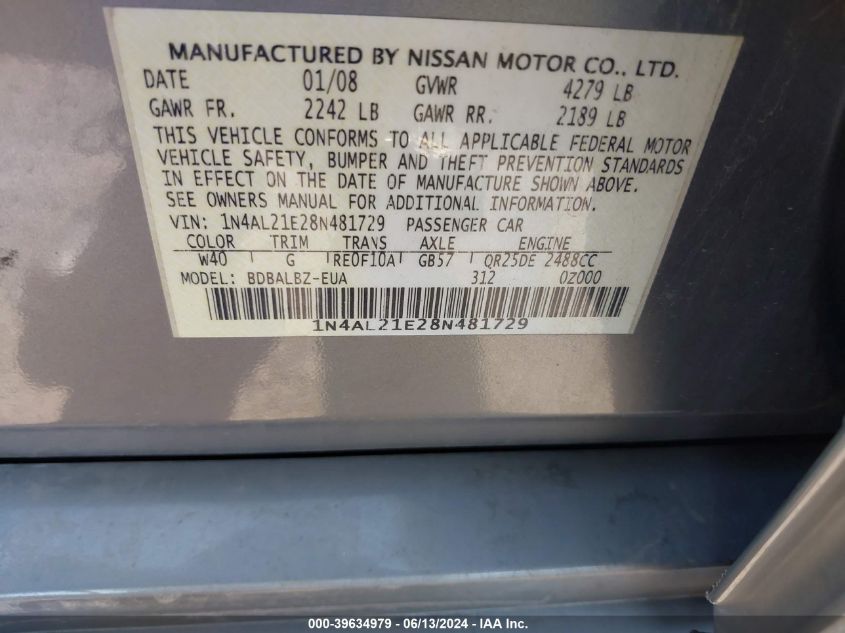 MANUFACTURED BY NISSAN MOTOR CO., LTD.
DATE 01/08 GVWR 4279 LB
GAWR FR. 2242 LB GAWR RR. 2189 LB
THIS VEHICLE CONFORMS TO ALL APPLICABLE FEDERAL MOTOR
VEHICLE SAFETY, BUMPER AND THEFT PREVENTION STANDARDS
IN EFFECT ON THE DATE OF MANUFACTURE SHOWN ABOVE.
SEE OWNERS MANUAL FOR ADDITIONAL INFORMATION.
VIN: 1N4AL21E28N481729 PASSENGER CAR
COLOR TRIM TRANS AXLE ENGINE
W40 G RE0F10A GB57 QR25DE 2488CC
MODEL: BDBALBZ-EUA 312 0Z000
1N4AL21E28N481729
000-39634979 - 06/13/2024 - IAA Inc.